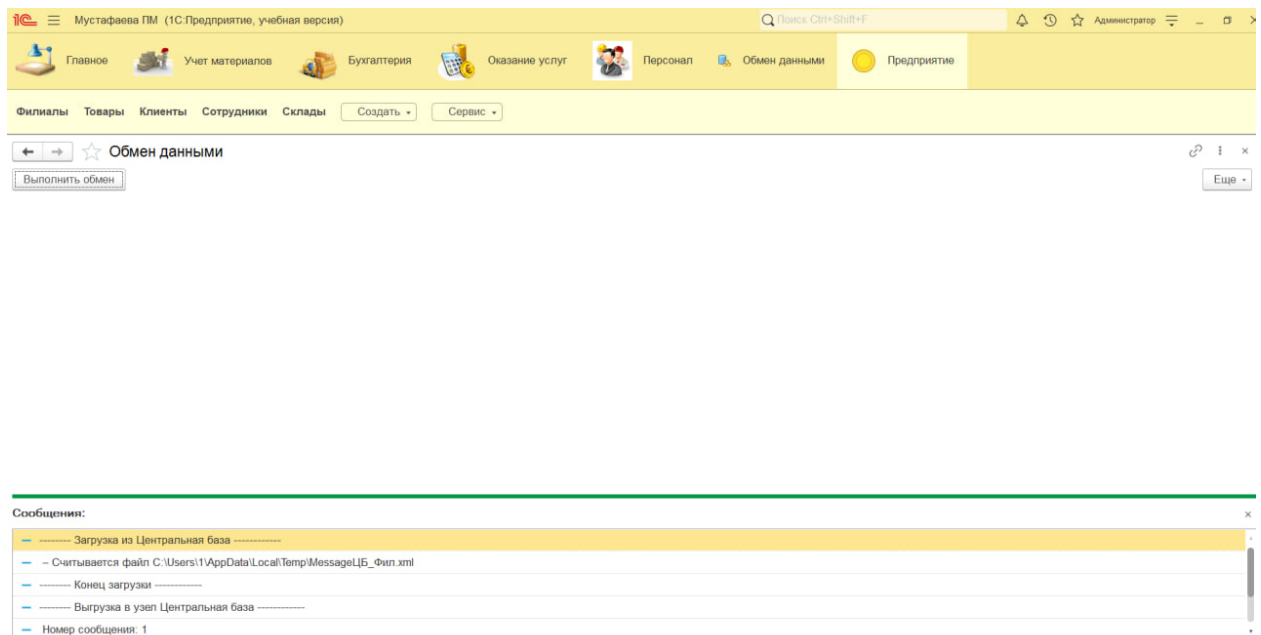 1С Мустафаева ПМ (1С:Предприятие, учебная версия) Поиск Ctrl+Shift+F Администратор
Главное Учет материалов Бухгалтерия Оказание услуг Персонал Обмен данными Предприятие
Филиалы Товары Клиенты Сотрудники Склады Создать Сервис
Обмен данными
Выполнить обмен Еще
Сообщения:
--------- Загрузка из Центральная база ------------
– Считывается файл C:\Users\1\AppData\Local\Temp\MessageЦБ_Фил.xml
--------- Конец загрузки ------------
--------- Выгрузка в узел Центральная база ------------
Номер сообщения: 1